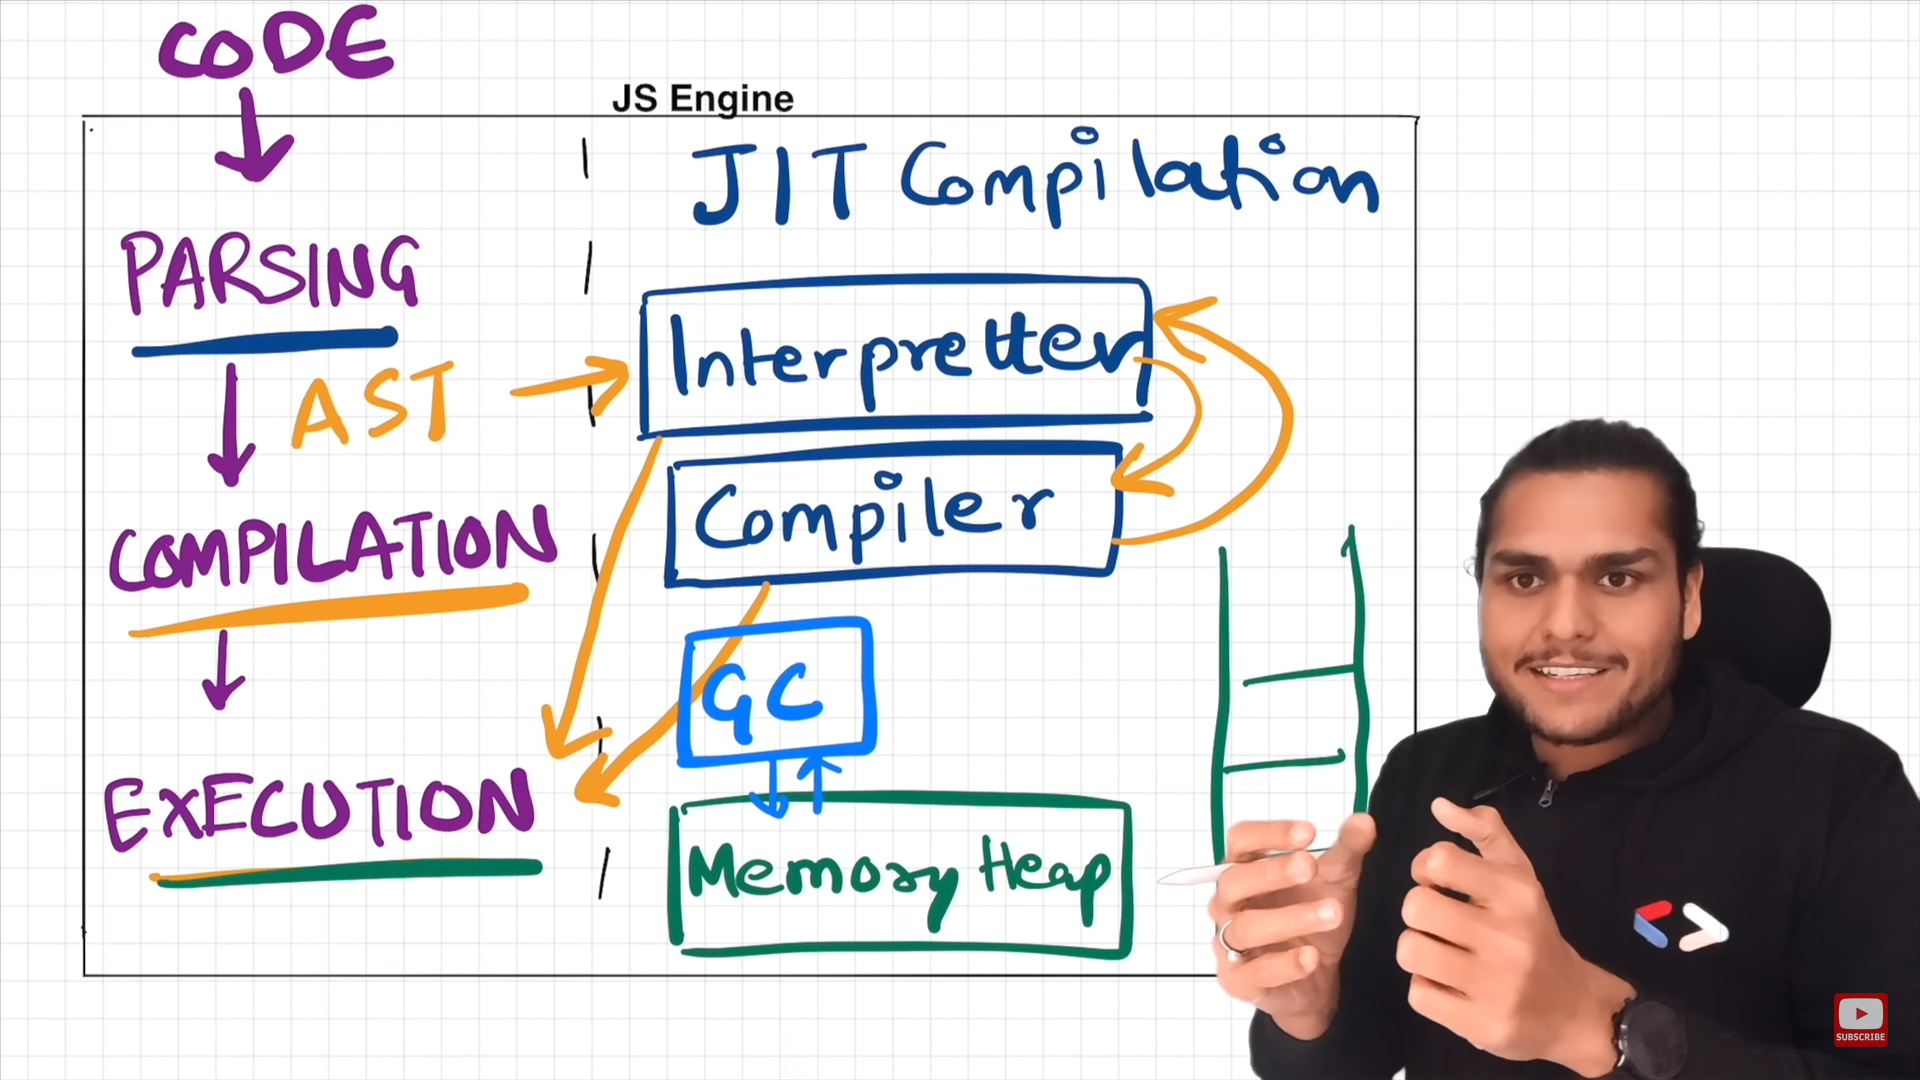 CODE
JS Engine
JIT Compilation
PARSING
Interpretter
AST
Compiler
COMPILATION
GC
EXECUTION
Memory Heap
SUBSCRIBE